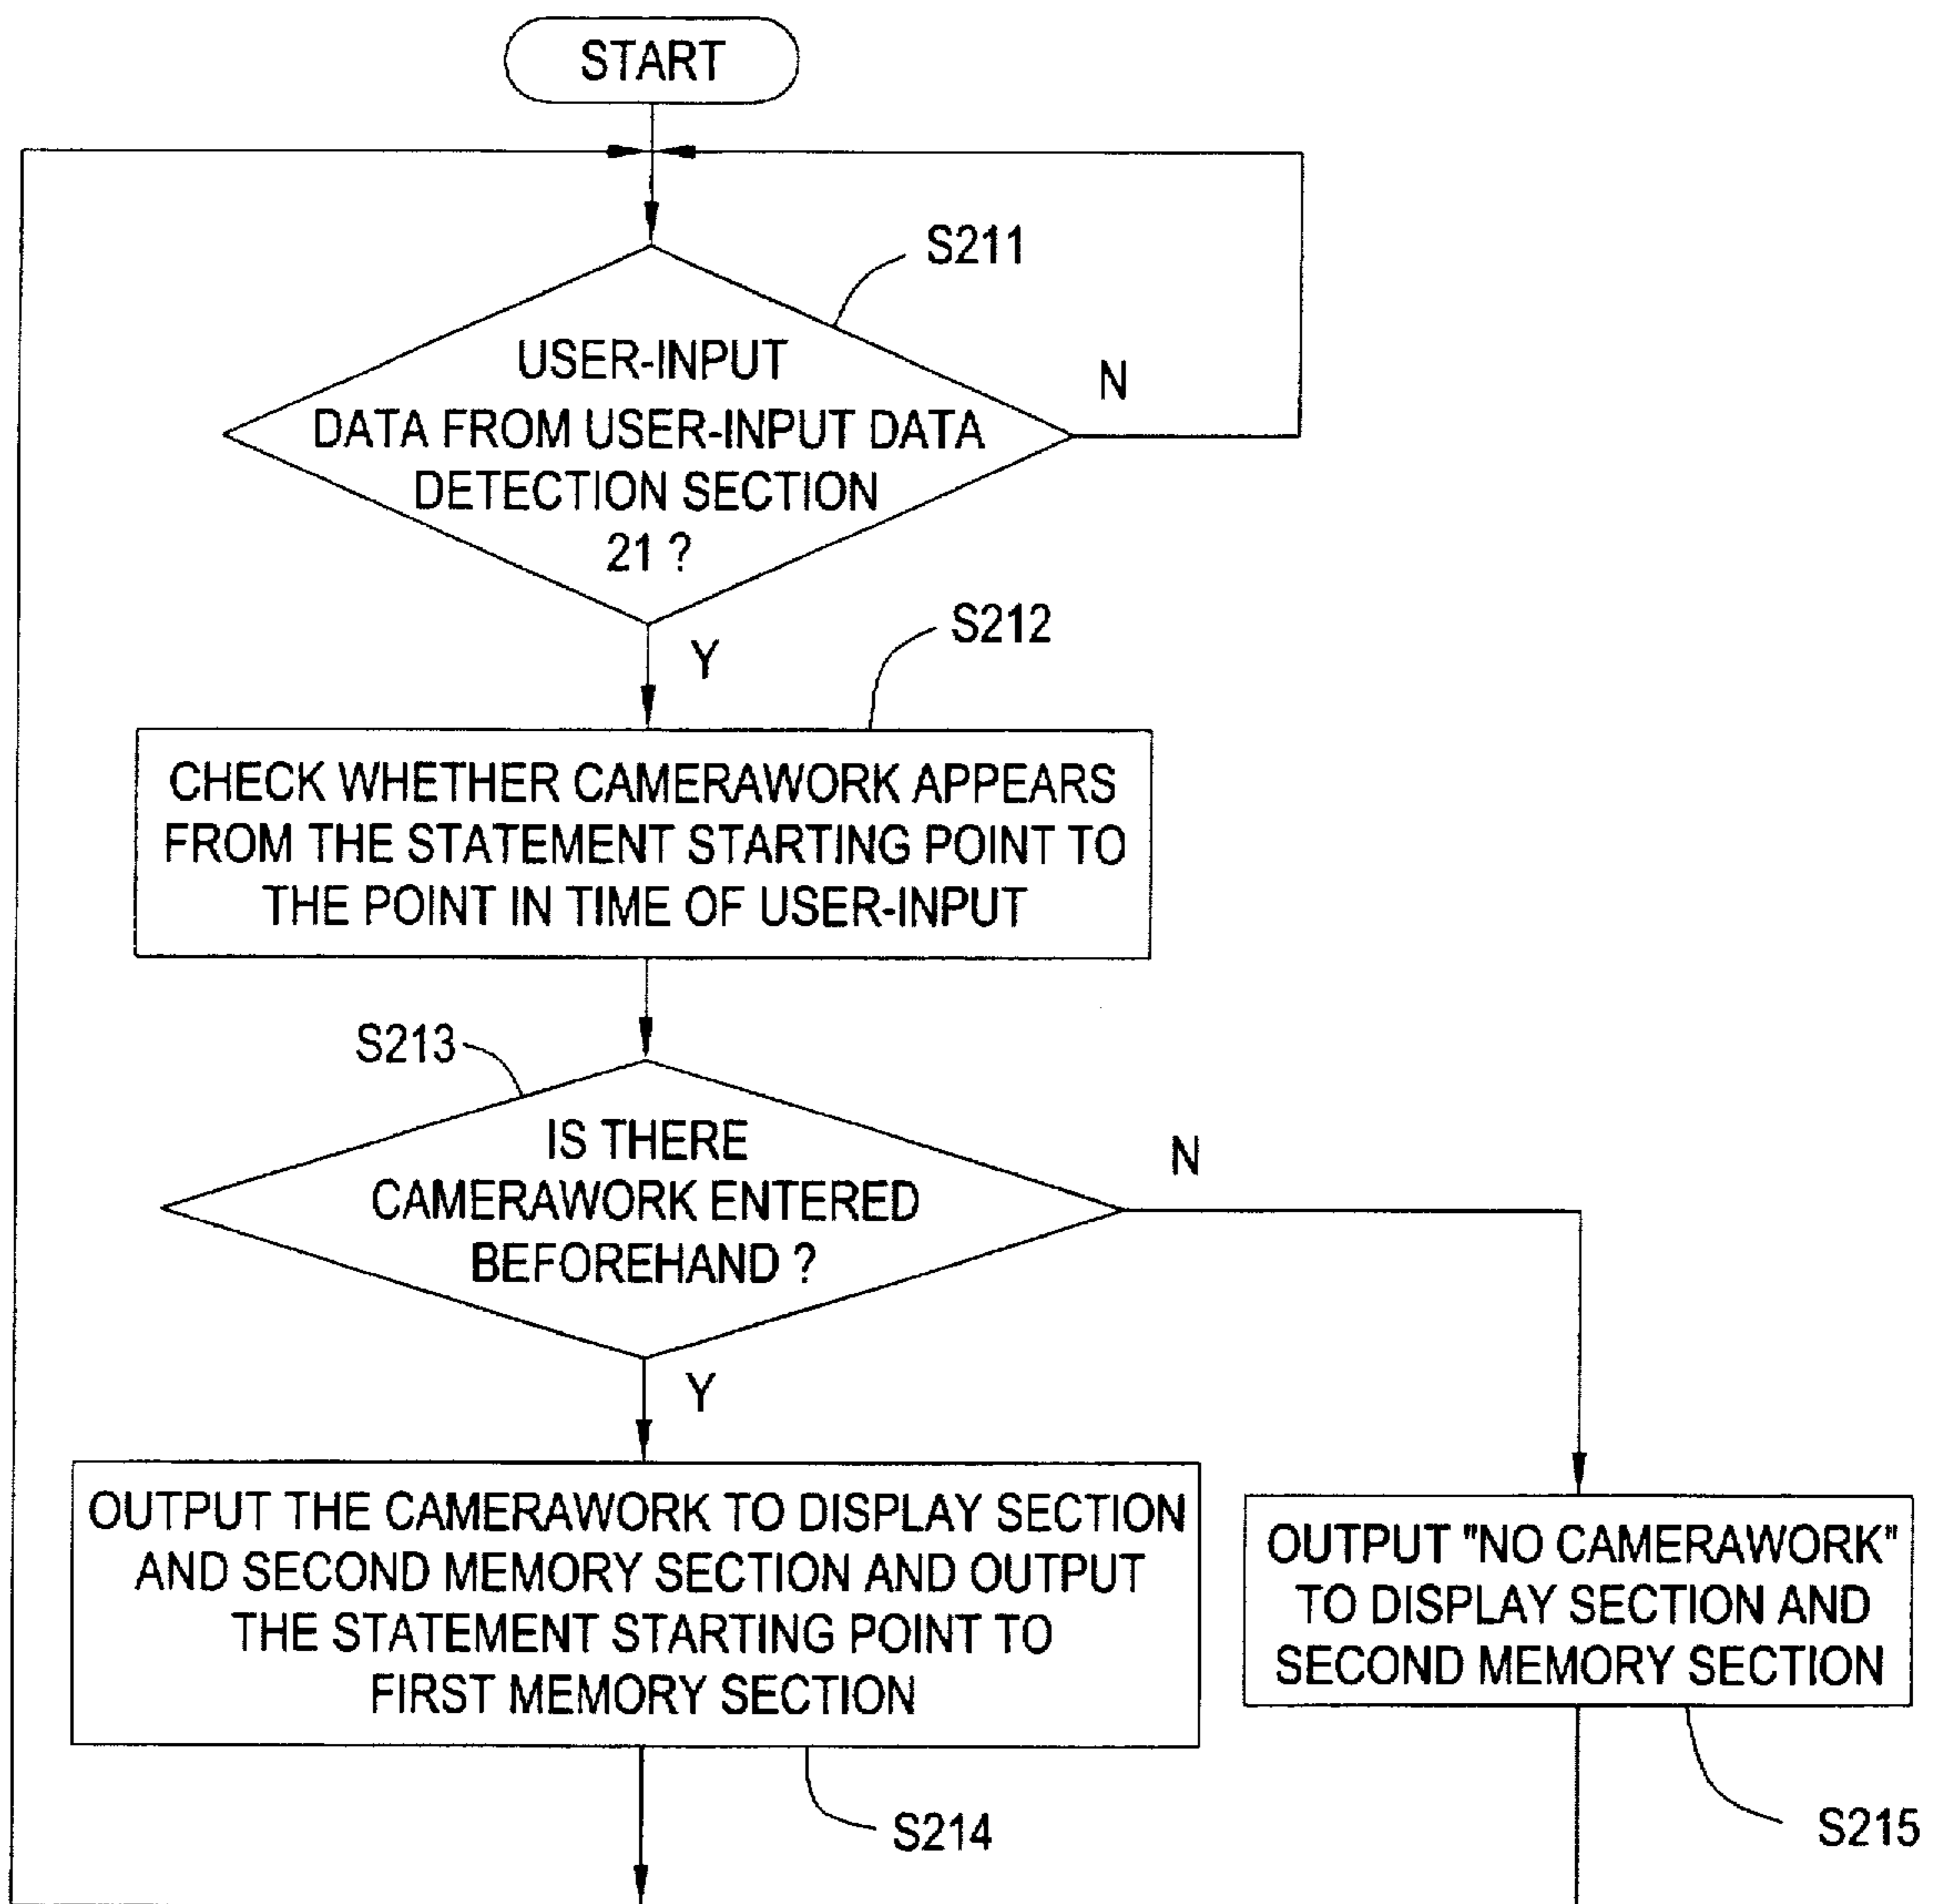 START
S211
USER-INPUT
DATA FROM USER-INPUT DATA
DETECTION SECTION
21 ?
N
Y
S212
CHECK WHETHER CAMERAWORK APPEARS
FROM THE STATEMENT STARTING POINT TO
THE POINT IN TIME OF USER-INPUT
S213
IS THERE
CAMERAWORK ENTERED
BEFOREHAND ?
N
Y
OUTPUT THE CAMERAWORK TO DISPLAY SECTION
AND SECOND MEMORY SECTION AND OUTPUT
THE STATEMENT STARTING POINT TO
FIRST MEMORY SECTION
S214
OUTPUT "NO CAMERAWORK"
TO DISPLAY SECTION AND
SECOND MEMORY SECTION
S215